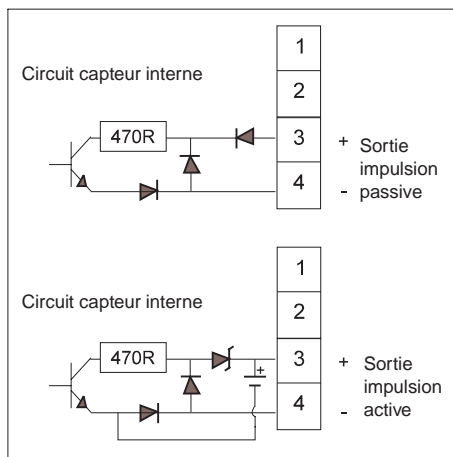 1
Circuit capteur interne
2
470R
3
+ Sortie
impulsion
4
- passive
1
Circuit capteur interne
2
470R
3
+ Sortie
+
impulsion
4
- active